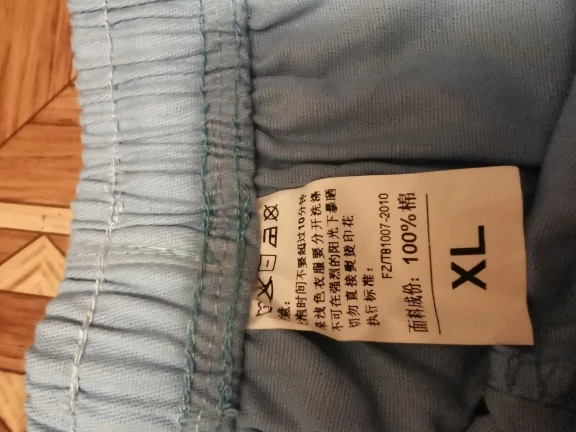 意:
泡时间不要超过10分钟
深浅色衣服要分开洗涤
不可在强烈的阳光下暴晒
切勿直接熨烫印花
执行标准:
FZ/T81007-2010
面料成份: 100%棉
XL